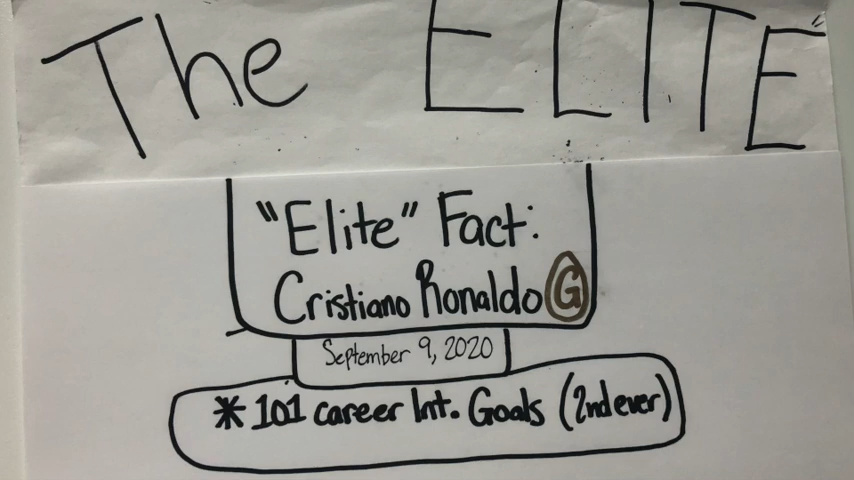 The ELITE
"Elite" Fact:
Cristiano Ronaldo G
September 9, 2020
* 101 career Int. Goals (2nd ever)